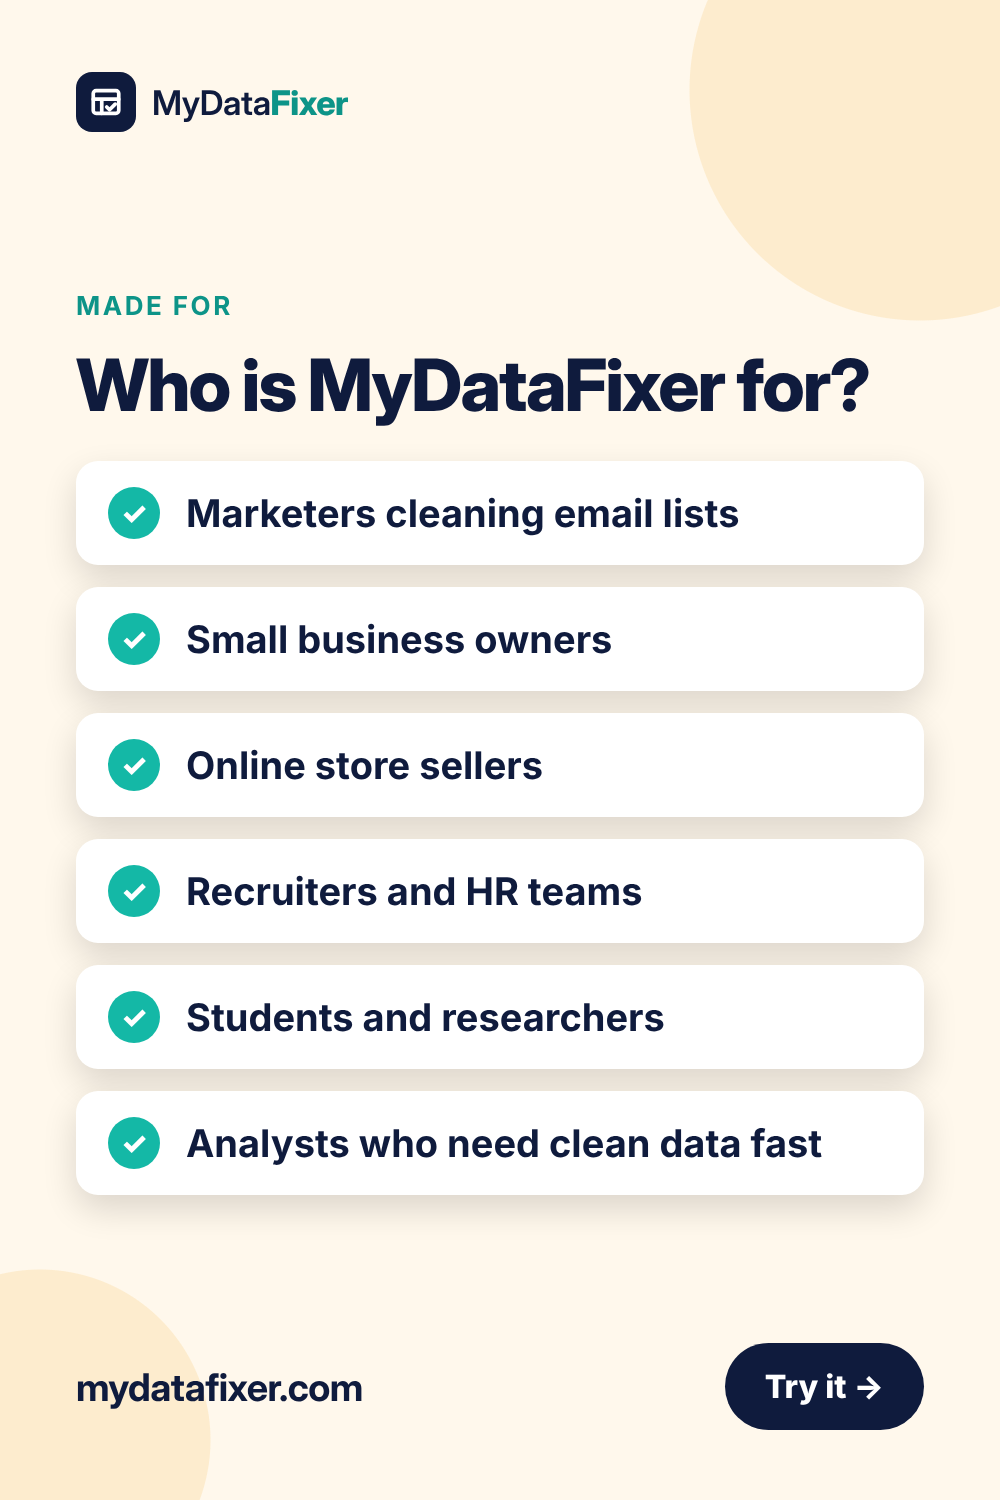 MyDataFixer
MADE FOR
Who is MyDataFixer for?
Marketers cleaning email lists
Small business owners
Online store sellers
Recruiters and HR teams
Students and researchers
Analysts who need clean data fast
mydatafixer.com
Try it →